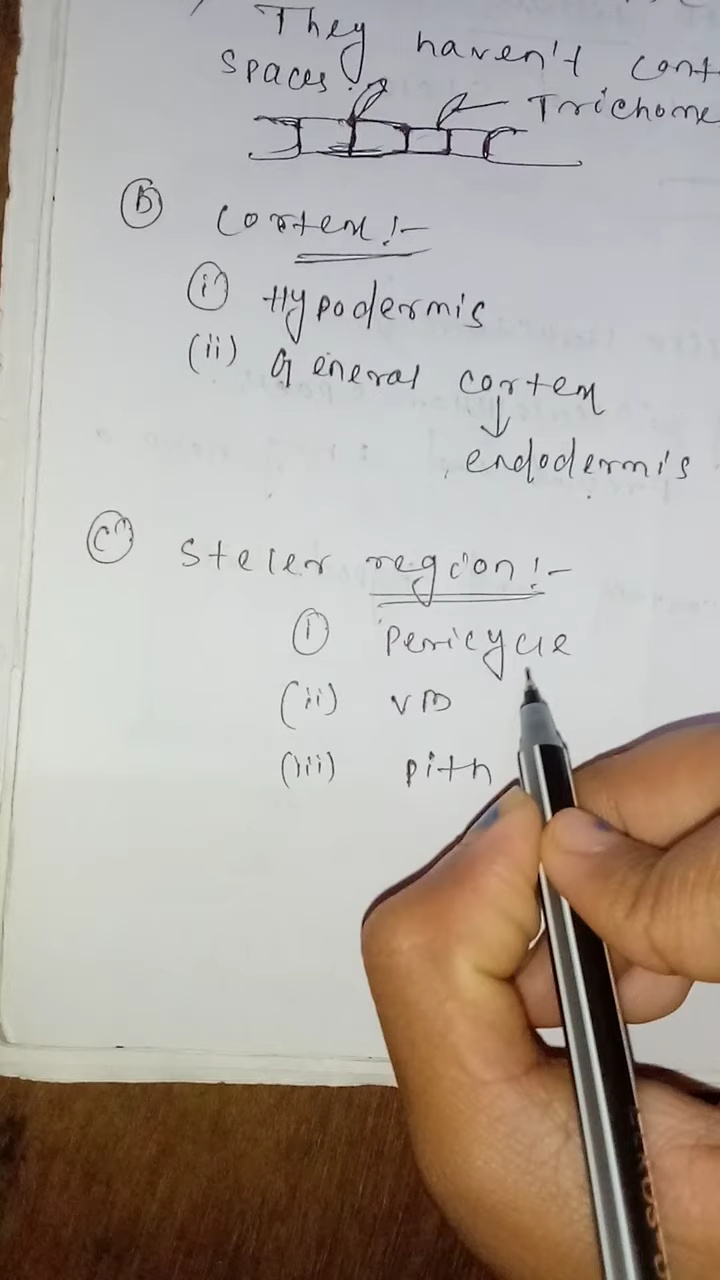 They haven't cont
spaces.
Trichome
(B) Cortex :-
(i) Hypodermis
(ii) General cortex
↓
endodermis
(C) Steler region :-
(i) Pericycle
(ii) VB
(iii) pith